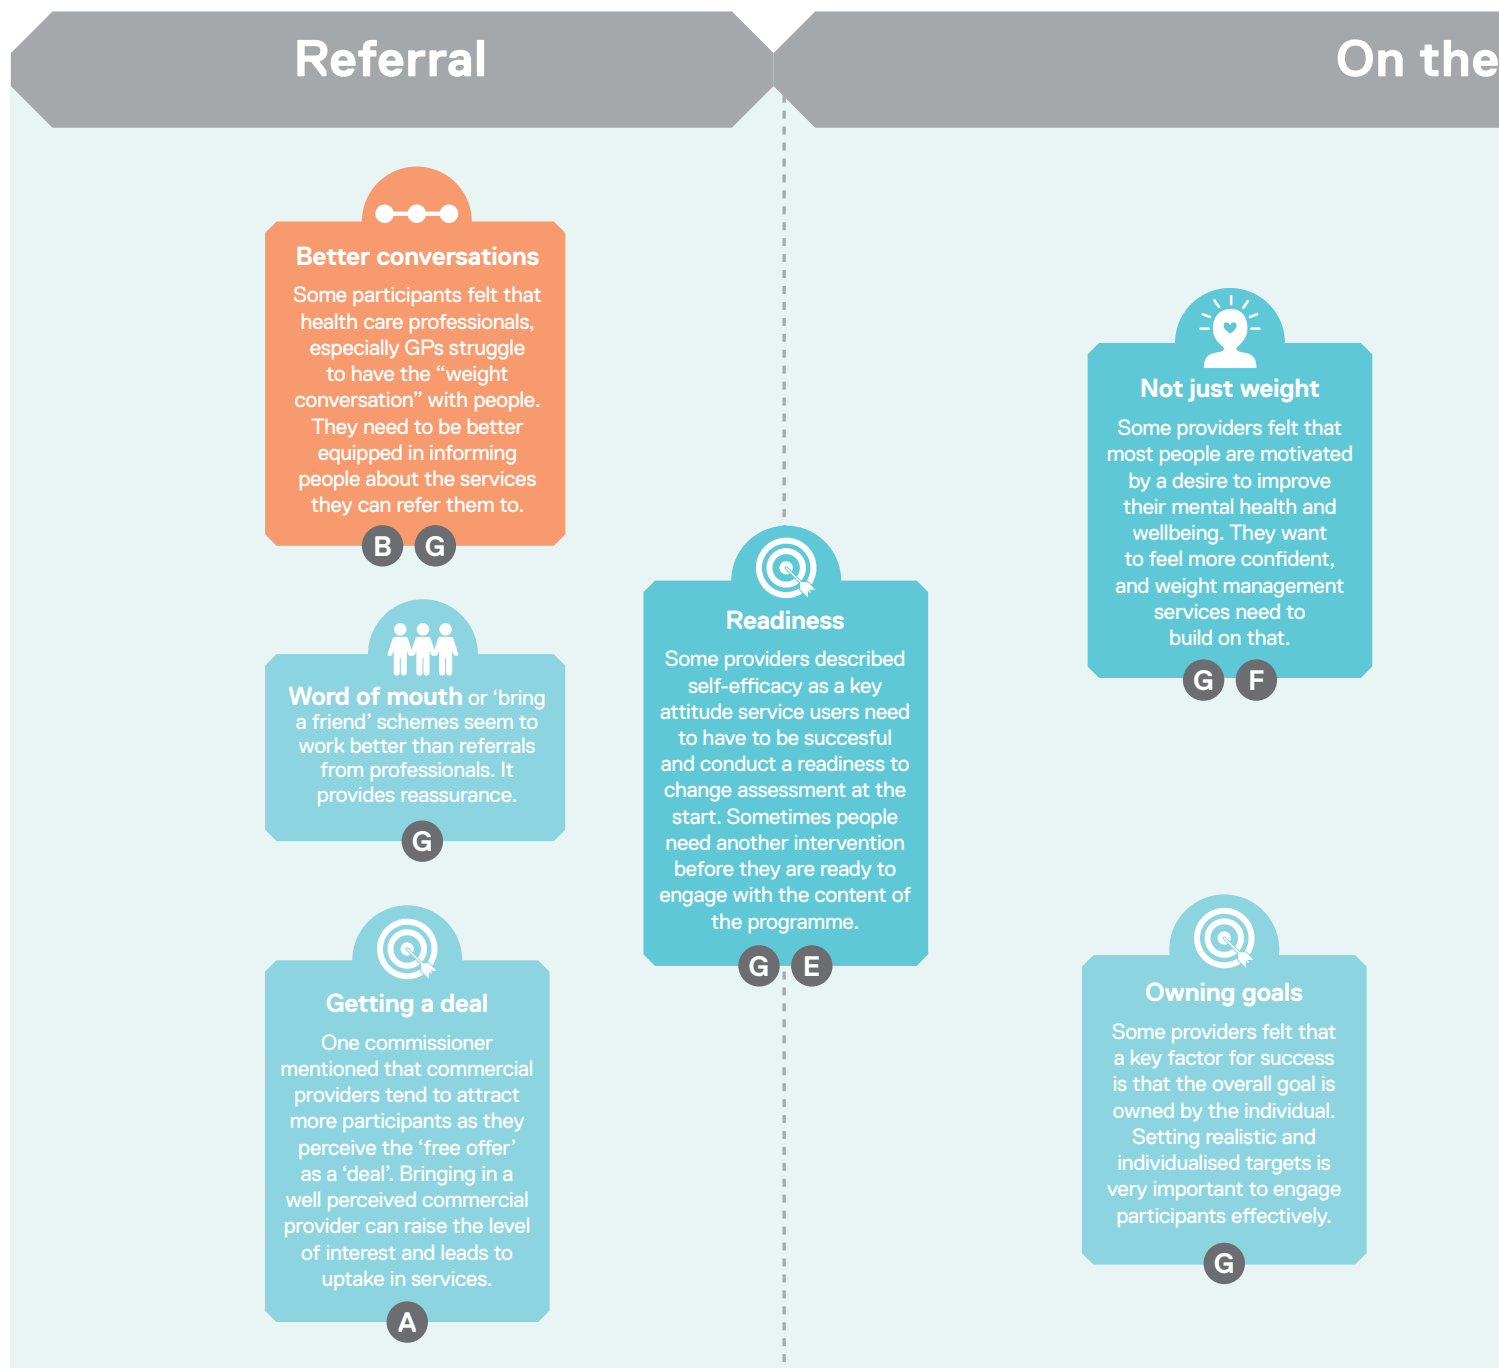 Referral
On the
Better conversations
Some participants felt that
health care professionals,
especially GPs struggle
to have the “weight
conversation” with people.
They need to be better
equipped in informing
people about the services
they can refer them to.
B G
Word of mouth or ‘bring
a friend’ schemes seem to
work better than referrals
from professionals. It
provides reassurance.
G
Getting a deal
One commissioner
mentioned that commercial
providers tend to attract
more participants as they
perceive the ‘free offer’
as a ‘deal’. Bringing in a
well perceived commercial
provider can raise the level
of interest and leads to
uptake in services.
A
Readiness
Some providers described
self-efficacy as a key
attitude service users need
to have to be succesful
and conduct a readiness to
change assessment at the
start. Sometimes people
need another intervention
before they are ready to
engage with the content of
the programme.
G E
Not just weight
Some providers felt that
most people are motivated
by a desire to improve
their mental health and
wellbeing. They want
to feel more confident,
and weight management
services need to
build on that.
G F
Owning goals
Some providers felt that
a key factor for success
is that the overall goal is
owned by the individual.
Setting realistic and
individualised targets is
very important to engage
participants effectively.
G